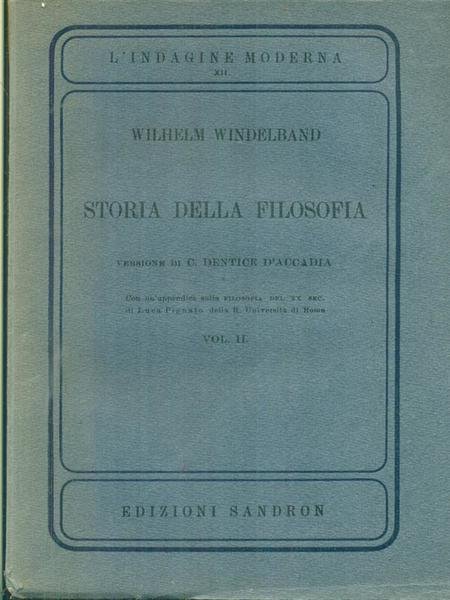 L'INDAGINE MODERNA
XII.
WILHELM WINDELBAND
STORIA DELLA FILOSOFIA
VERSIONE DI C. DENTICE D'ACCADIA
Con un'appendice sulla FILOSOFIA DEL XX SEC.
di Luca Pignato della R. Università di Roma
VOL. II.
EDIZIONI SANDRON